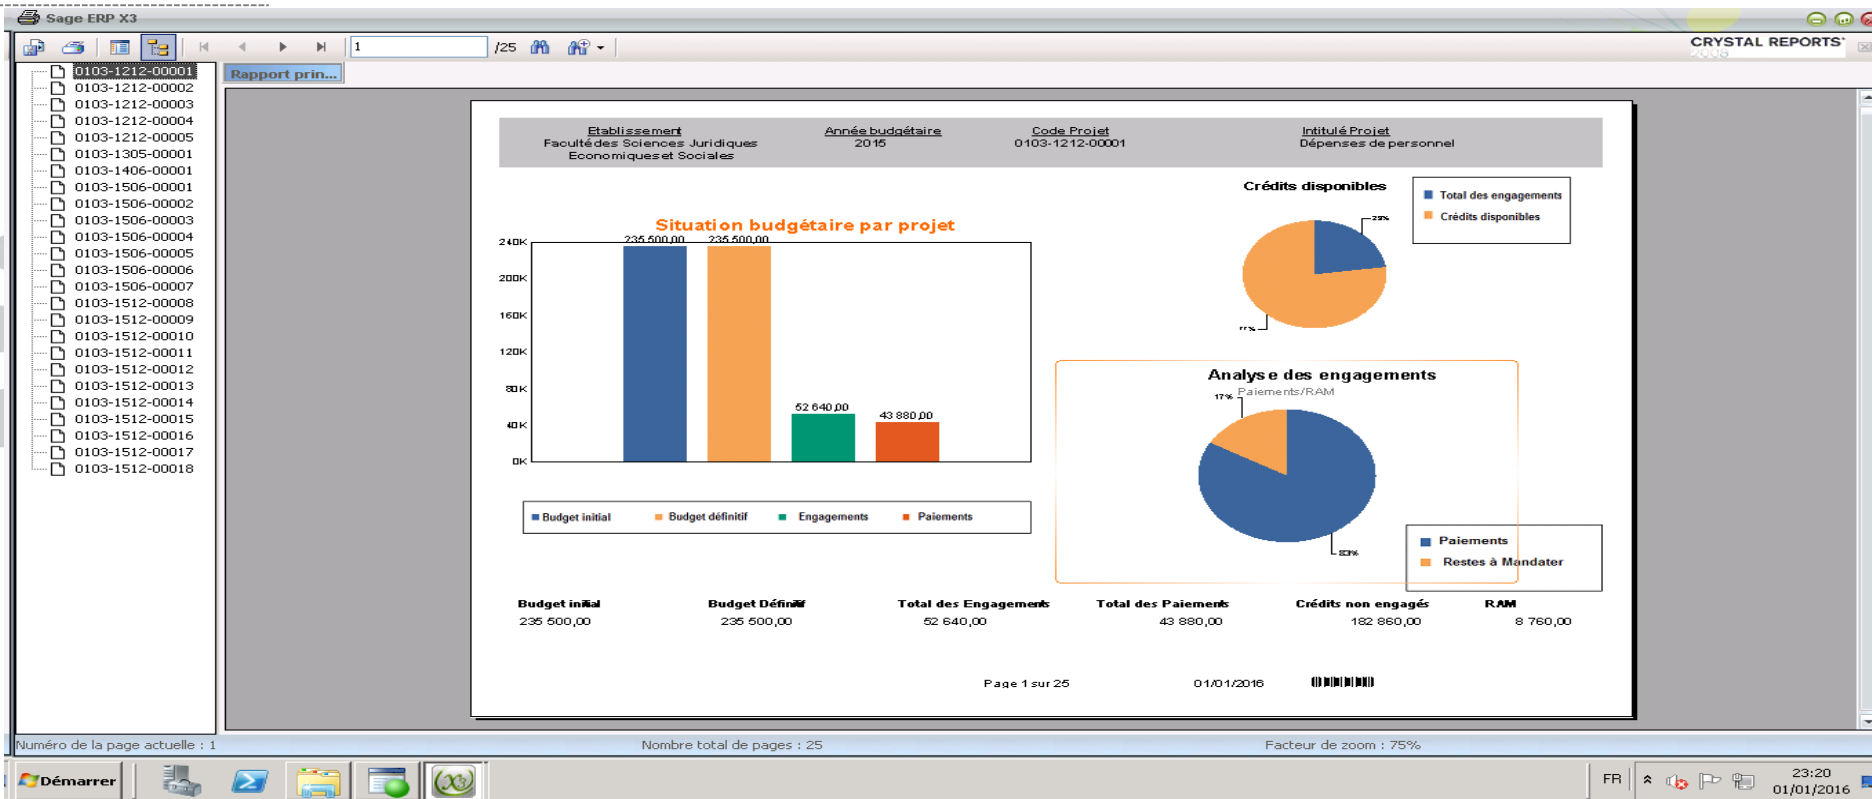 Sage ERP X3
1 /25
CRYSTAL REPORTS
2008
0103-1212-00001
0103-1212-00002
0103-1212-00003
0103-1212-00004
0103-1212-00005
0103-1305-00001
0103-1406-00001
0103-1506-00001
0103-1506-00002
0103-1506-00003
0103-1506-00004
0103-1506-00005
0103-1506-00006
0103-1506-00007
0103-1512-00008
0103-1512-00009
0103-1512-00010
0103-1512-00011
0103-1512-00012
0103-1512-00013
0103-1512-00014
0103-1512-00015
0103-1512-00016
0103-1512-00017
0103-1512-00018
Rapport prin...
Etablissement Année budgétaire Code Projet Intitulé Projet
Faculté des Sciences Juridiques 2015 0103-1212-00001 Dépenses de personnel
Economiques et Sociales
Situation budgétaire par projet
235 500,00 235 500,00
240K
200K
160K
120K
80K
52 640,00 43 880,00
40K
0K
Budget initial Budget définitif Engagements Paiements
Crédits disponibles
Total des engagements
Crédits disponibles
77%
Analyse des engagements
Paiements/RAM
17%
83%
Paiements
Restes à Mandater
Budget initial Budget Définitif Total des Engagements Total des Paiements Crédits non engagés RAM
235 500,00 235 500,00 52 640,00 43 880,00 182 860,00 8 760,00
Page 1 sur 25 01/01/2016
Numéro de la page actuelle : 1 Nombre total de pages : 25 Facteur de zoom : 75%
Démarrer
FR
23:20
01/01/2016